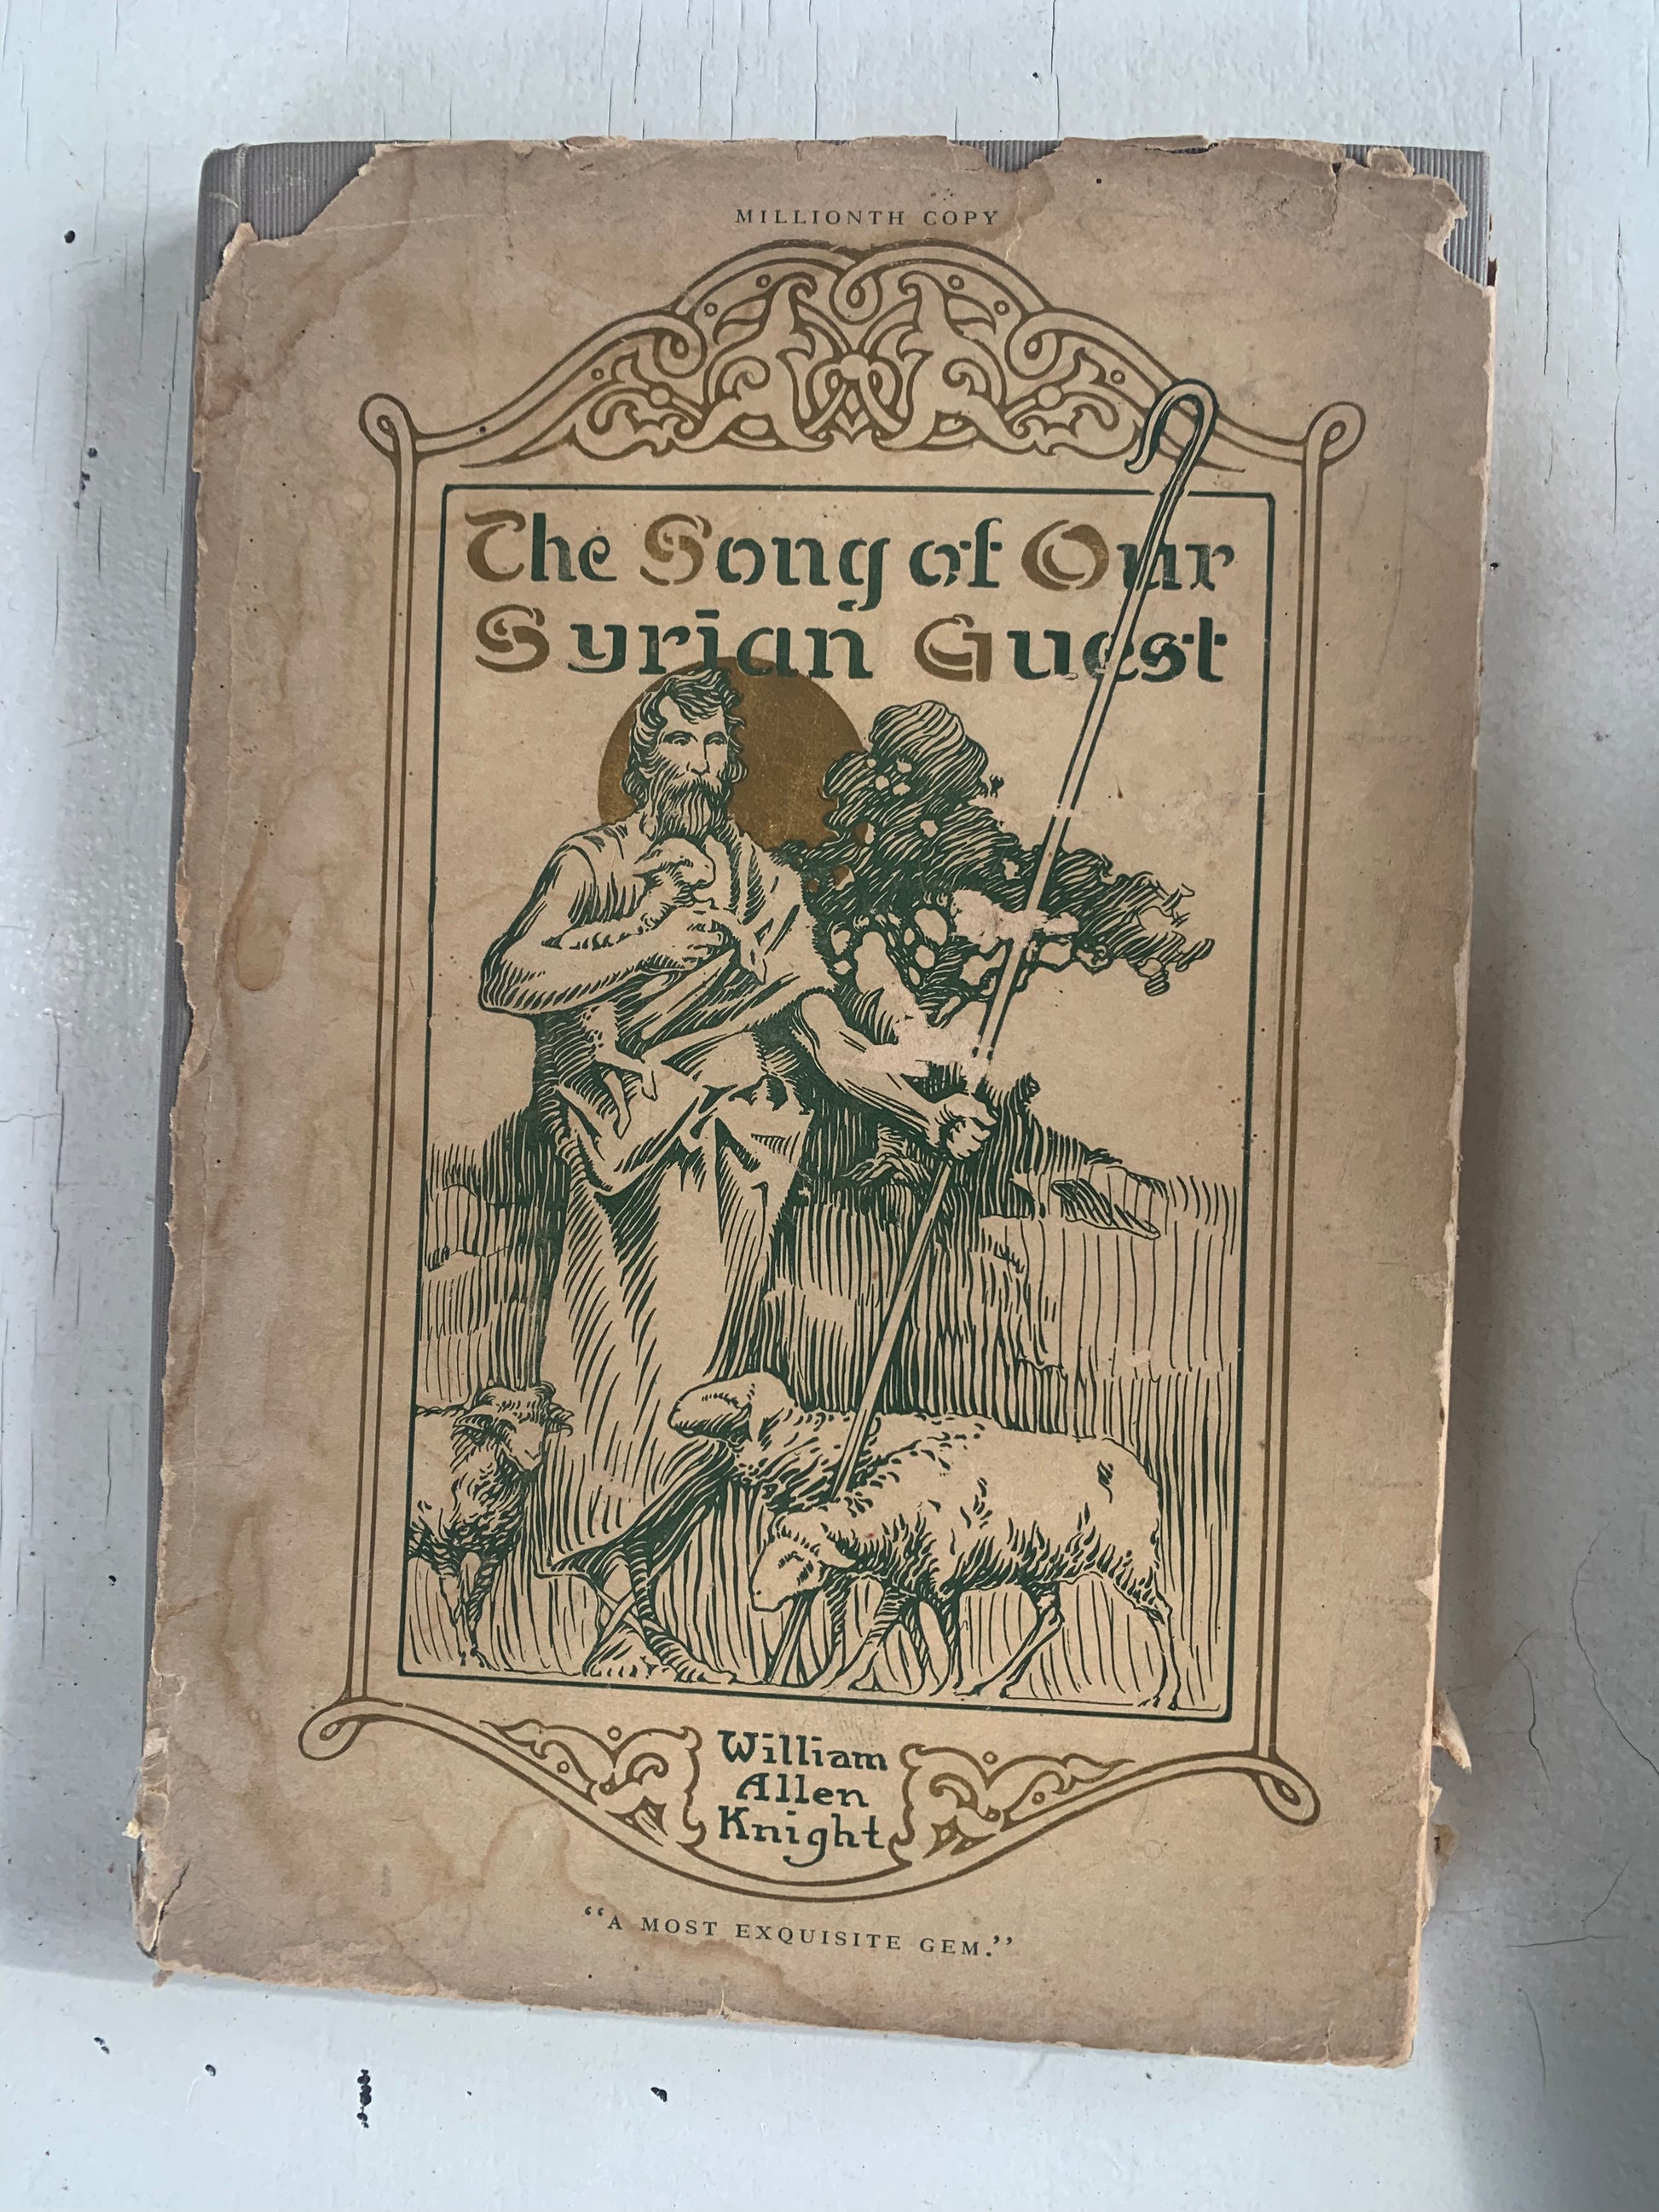 MILLIONTH COPY
The Song of Our
Syrian Guest
William
Allen
Knight
"A MOST EXQUISITE GEM."